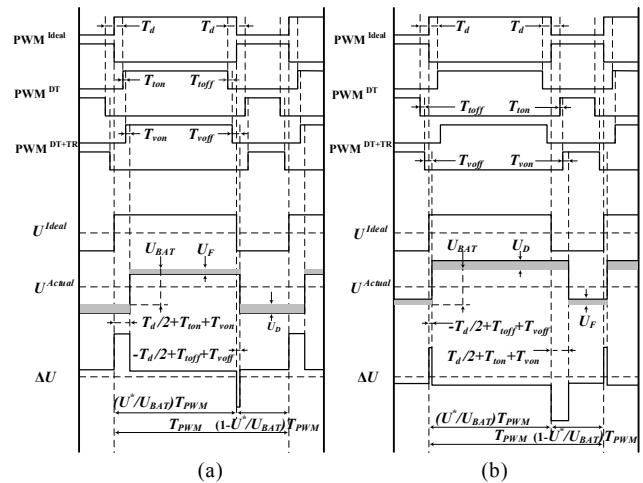 PWM Ideal
T_d
T_d
PWM DT
T_ton
T_toff
PWM DT+TR
T_von
T_voff
U^Ideal
U_BAT
U_F
U^Actual
U_D
T_d/2+T_ton+T_von
-T_d/2+T_toff+T_voff
ΔU
(U*/U_BAT)T_PWM
T_PWM
(1-U*/U_BAT)T_PWM
(a)
PWM Ideal
T_d
T_d
PWM DT
T_toff
T_ton
PWM DT+TR
T_voff
T_von
U^Ideal
U_BAT
U_D
U^Actual
U_F
-T_d/2+T_toff+T_voff
T_d/2+T_ton+T_von
ΔU
(U*/U_BAT)T_PWM
T_PWM
(1-U*/U_BAT)T_PWM
(b)